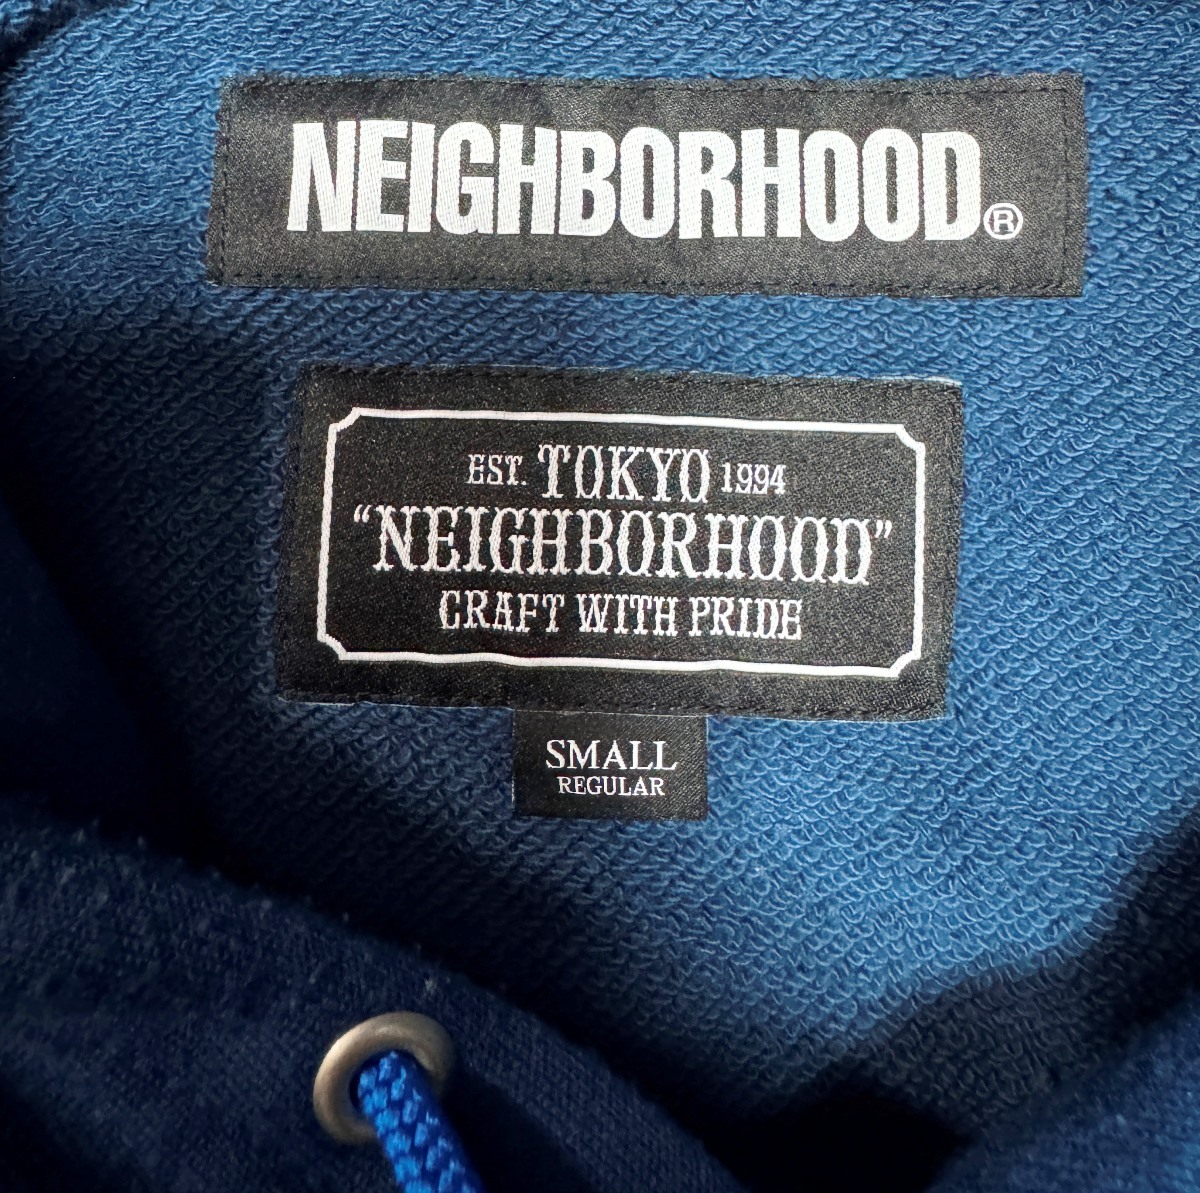 NEIGHBORHOOD®
EST. TOKYO 1994
“NEIGHBORHOOD”
CRAFT WITH PRIDE
SMALL
REGULAR